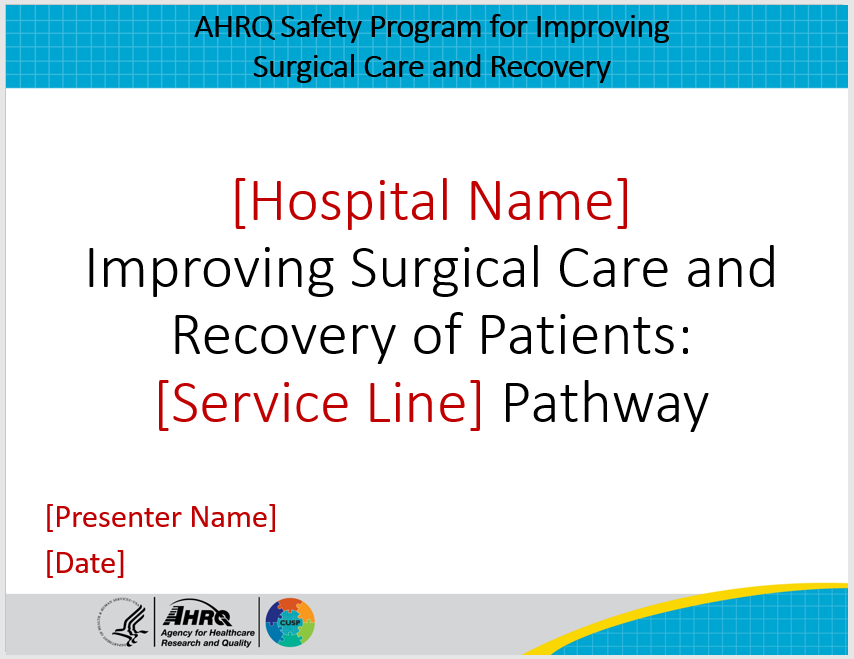 AHRQ Safety Program for Improving
Surgical Care and Recovery
[Hospital Name]
Improving Surgical Care and
Recovery of Patients:
[Service Line] Pathway
[Presenter Name]
[Date]
AHRQ
Agency for Healthcare
Research and Quality
CUSP